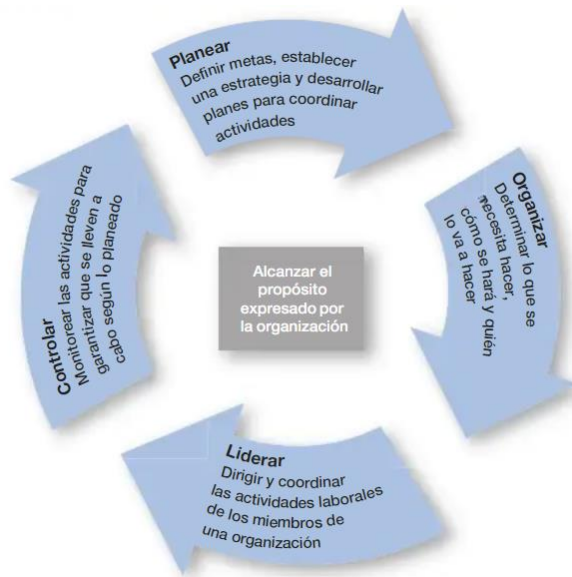 Planear
Definir metas, establecer
una estrategia y desarrollar
planes para coordinar
actividades
Organizar
Determinar lo que se
necesita hacer,
cómo se hará y quién
lo va a hacer
Liderar
Dirigir y coordinar
las actividades laborales
de los miembros de
una organización
Controlar
Monitorear las actividades para
garantizar que se lleven a
cabo según lo planeado
Alcanzar el
propósito
expresado por
la organización